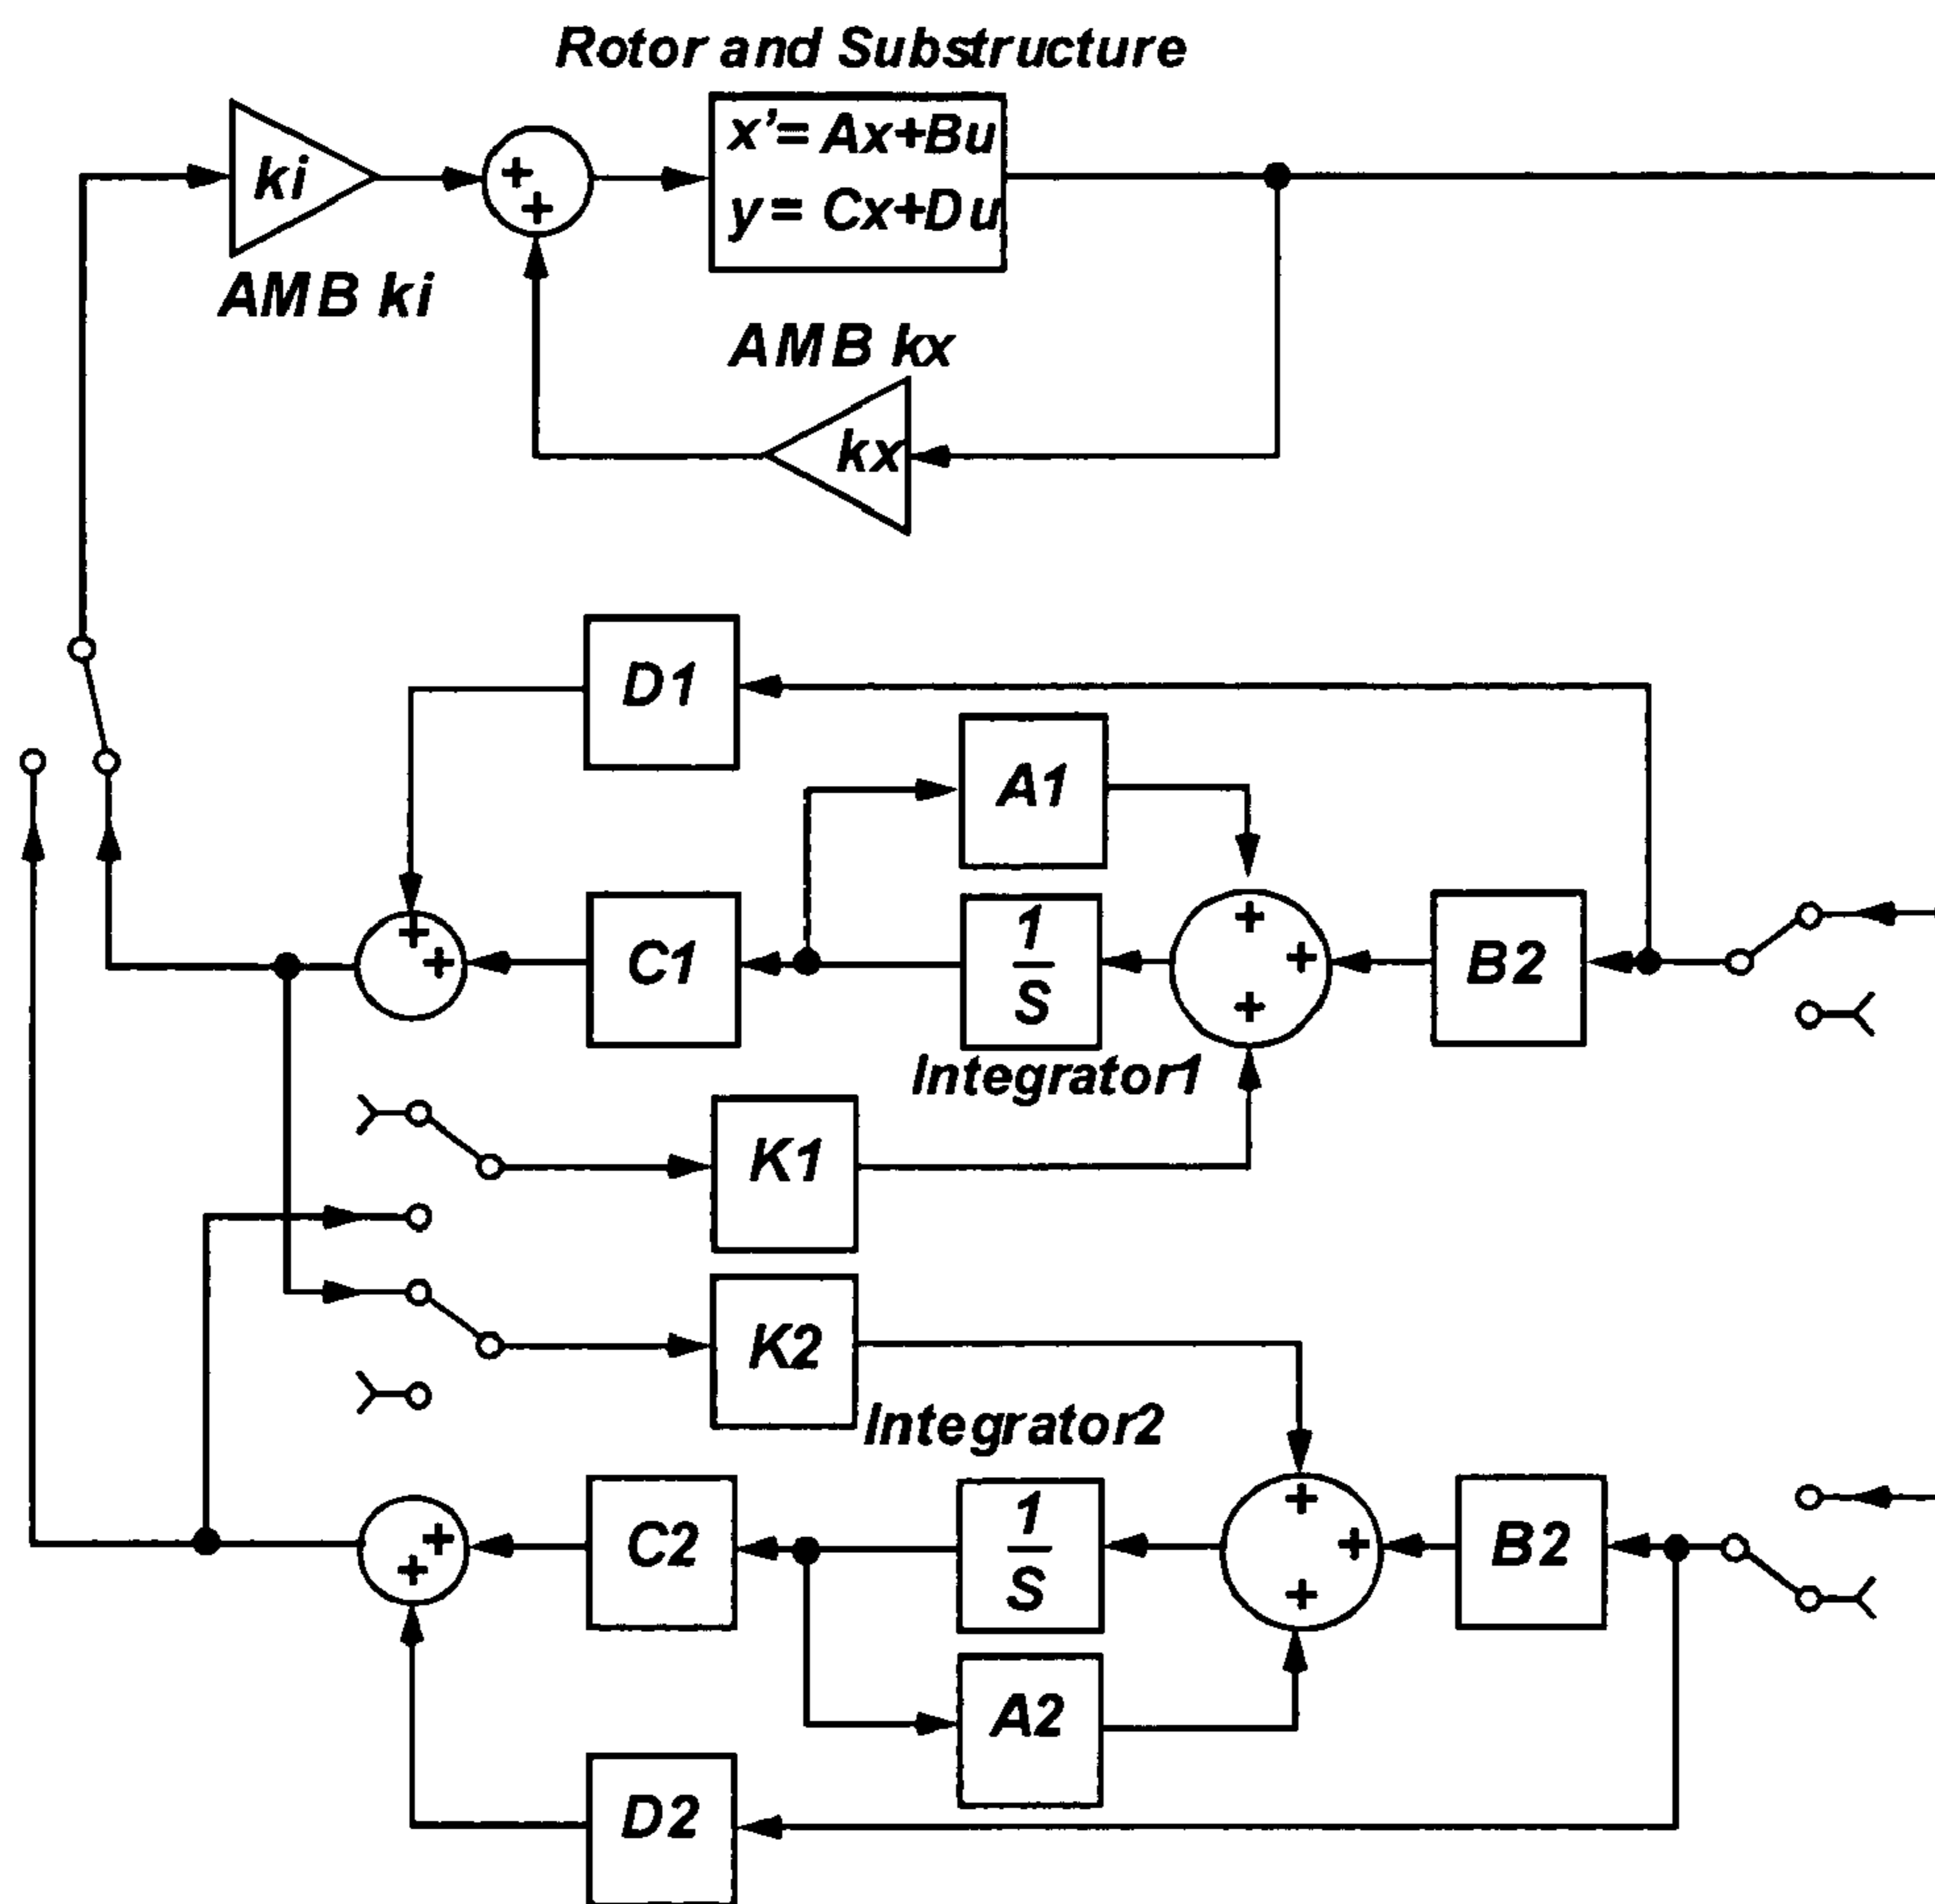 Rotor and Substructure
x'= Ax+Bu
y= Cx+Du
ki
+
+
AMB ki
AMB kx
kx
D1
A1
+
+
C1
1
S
+
+
+
B2
Integrator1
K1
K2
Integrator2
+
+
C2
1
S
+
+
+
B2
A2
D2